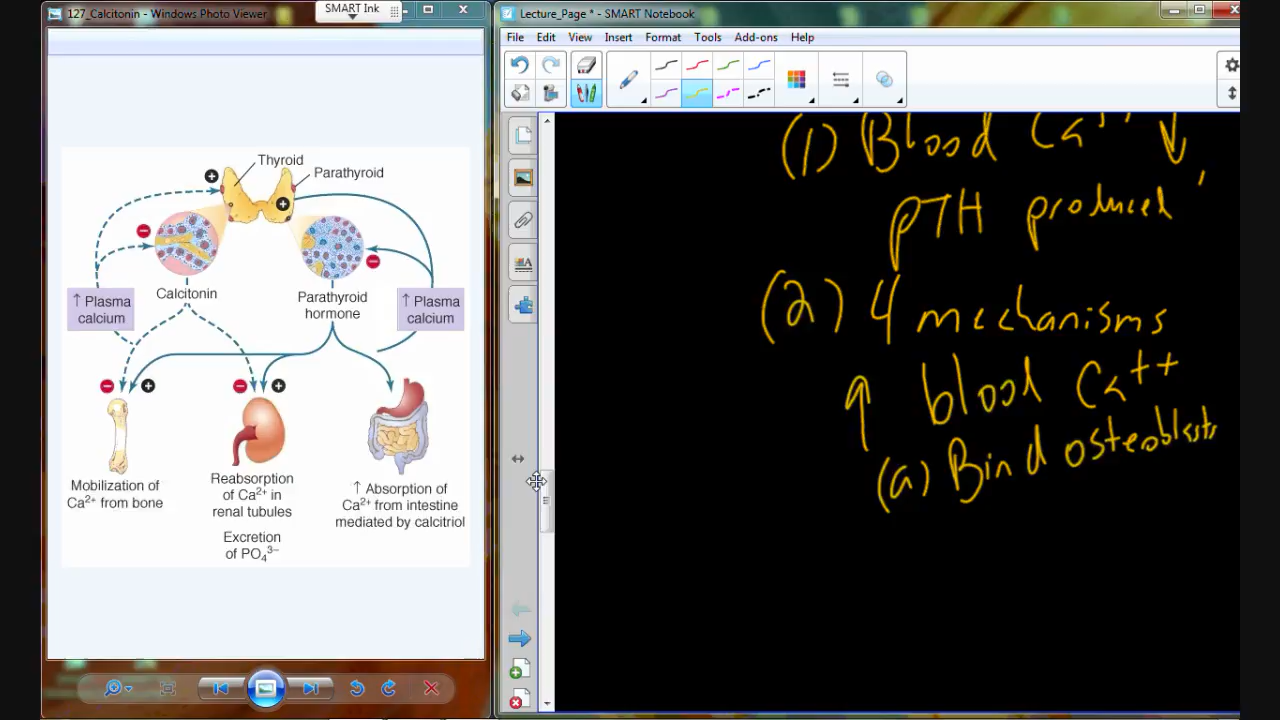 127_Calcitonin - Windows Photo Viewer
SMART Ink
Lecture_Page * - SMART Notebook
File Edit View Insert Format Tools Add-ons Help
Thyroid
Parathyroid
Calcitonin
Parathyroid
hormone
↑ Plasma
calcium
↑ Plasma
calcium
Mobilization of
Ca2+ from bone
Reabsorption
of Ca2+ in
renal tubules
Excretion
of PO4 3–
↑ Absorption of
Ca2+ from intestine
mediated by calcitriol
(1) Blood Ca++ ↓,
PTH produced
(2) 4 mechanisms
↑ blood Ca++
(a) Bind osteoblasts